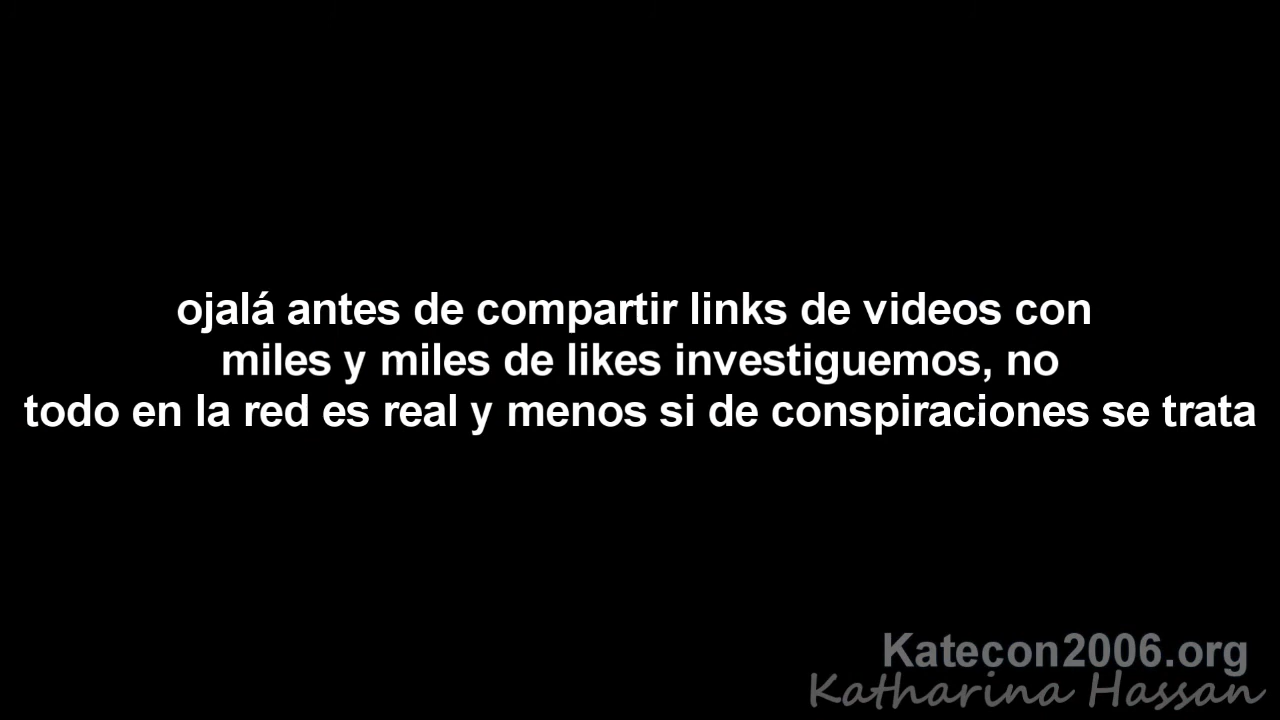 ojalá antes de compartir links de videos con
miles y miles de likes investiguemos, no
todo en la red es real y menos si de conspiraciones se trata
Katecon2006.org
Katharina Hassan